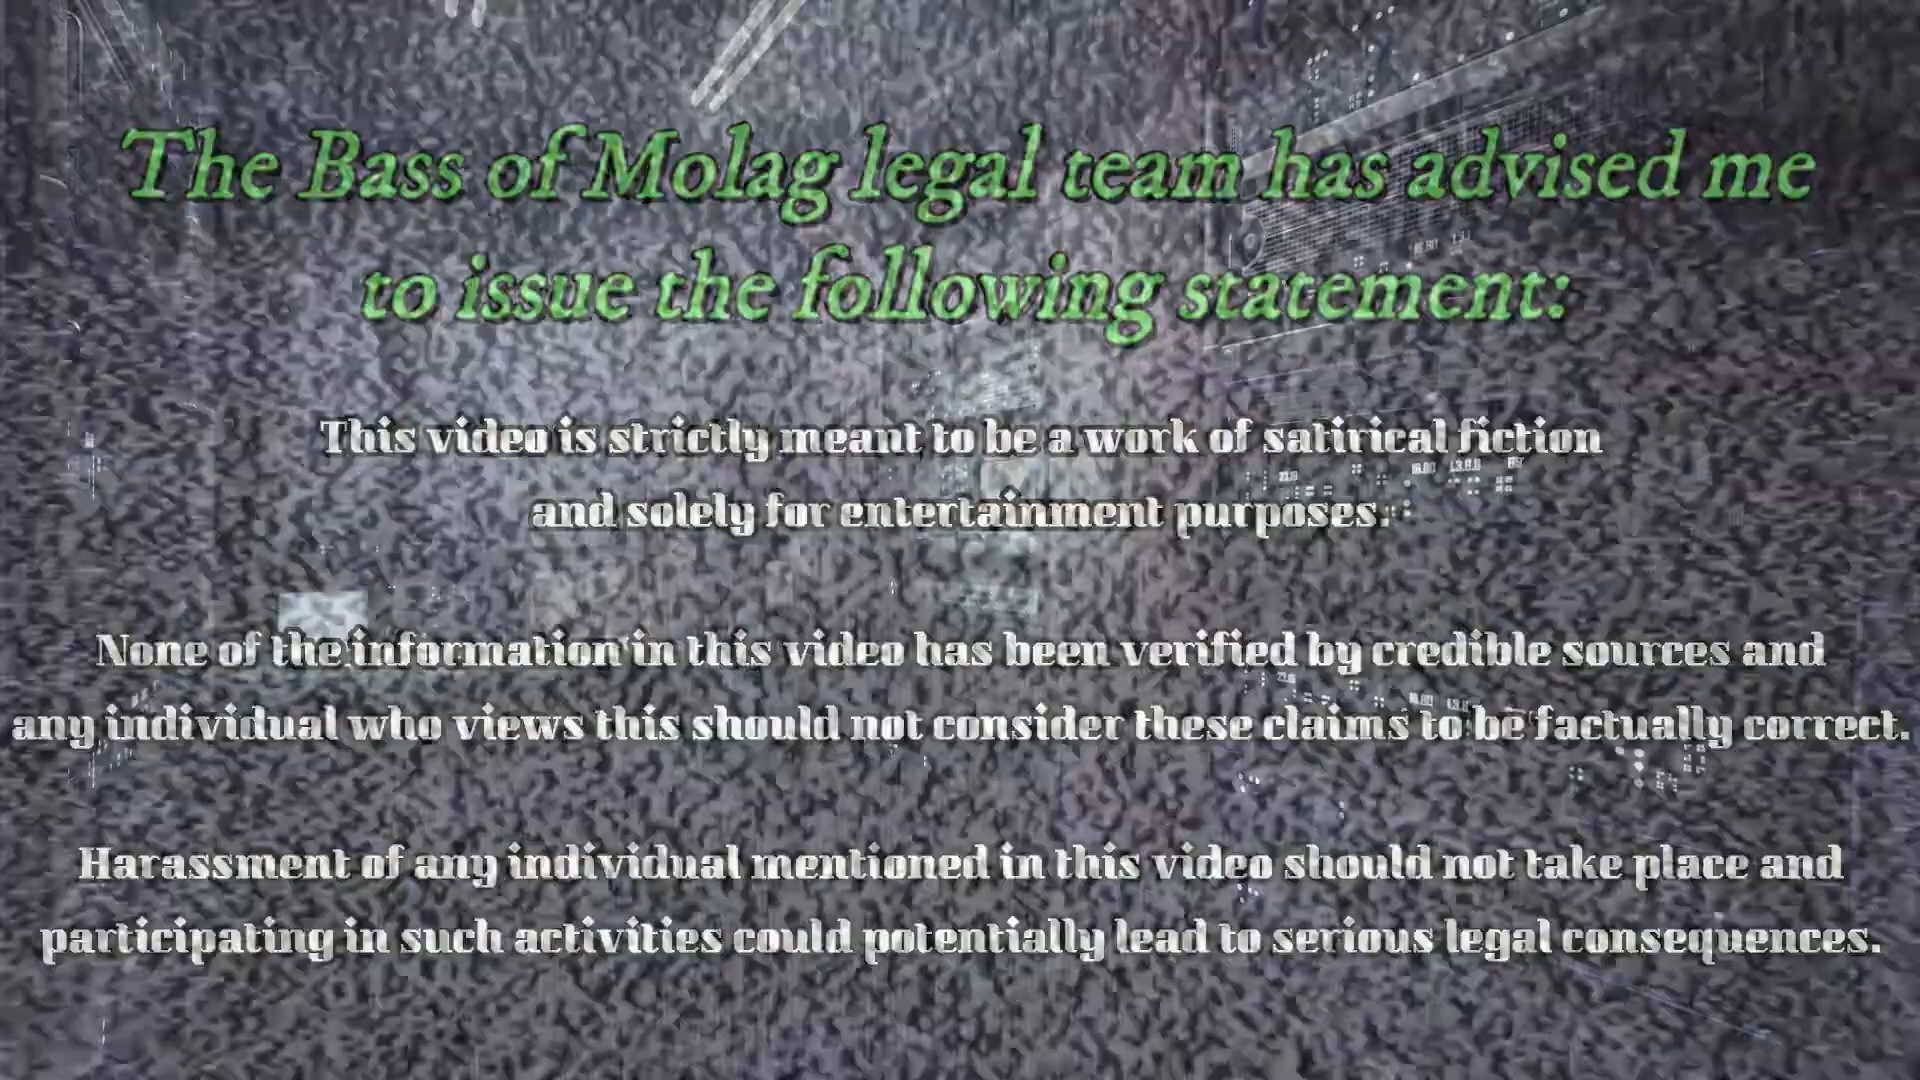 The Bass of Molag legal team has advised me
to issue the following statement:
This video is strictly meant to be a work of satirical fiction
and solely for entertainment purposes.
None of the information in this video has been verified by credible sources and
any individual who views this should not consider these claims to be factually correct.
Harassment of any individual mentioned in this video should not take place and
participating in such activities could potentially lead to serious legal consequences.